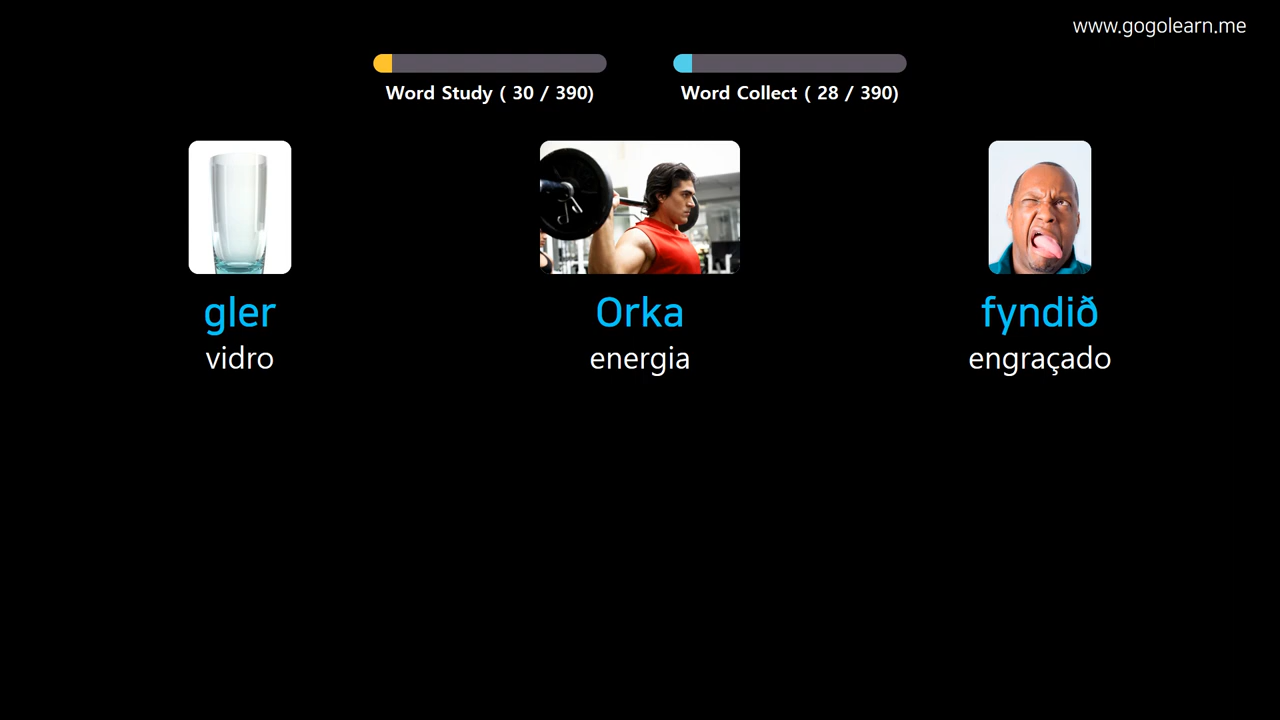 www.gogolearn.me
Word Study ( 30 / 390)
Word Collect ( 28 / 390)
gler
Orka
fyndið
vidro
energia
engraçado